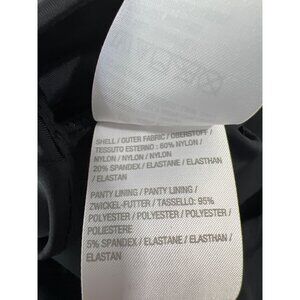 SHELL / OUTER FABRIC / OBERSTOFF /
TESSUTO ESTERNO : 80% NYLON /
NYLON / NYLON / NYLON
20% SPANDEX / ELASTANE / ELASTHAN
/ ELASTAN
PANTY LINING / PANTY LINING /
ZWICKEL-FUTTER / TASSELLO: 95%
POLYESTER / POLYESTER / POLYESTER /
POLIESTERE
5% SPANDEX / ELASTANE / ELASTHAN /
ELASTAN